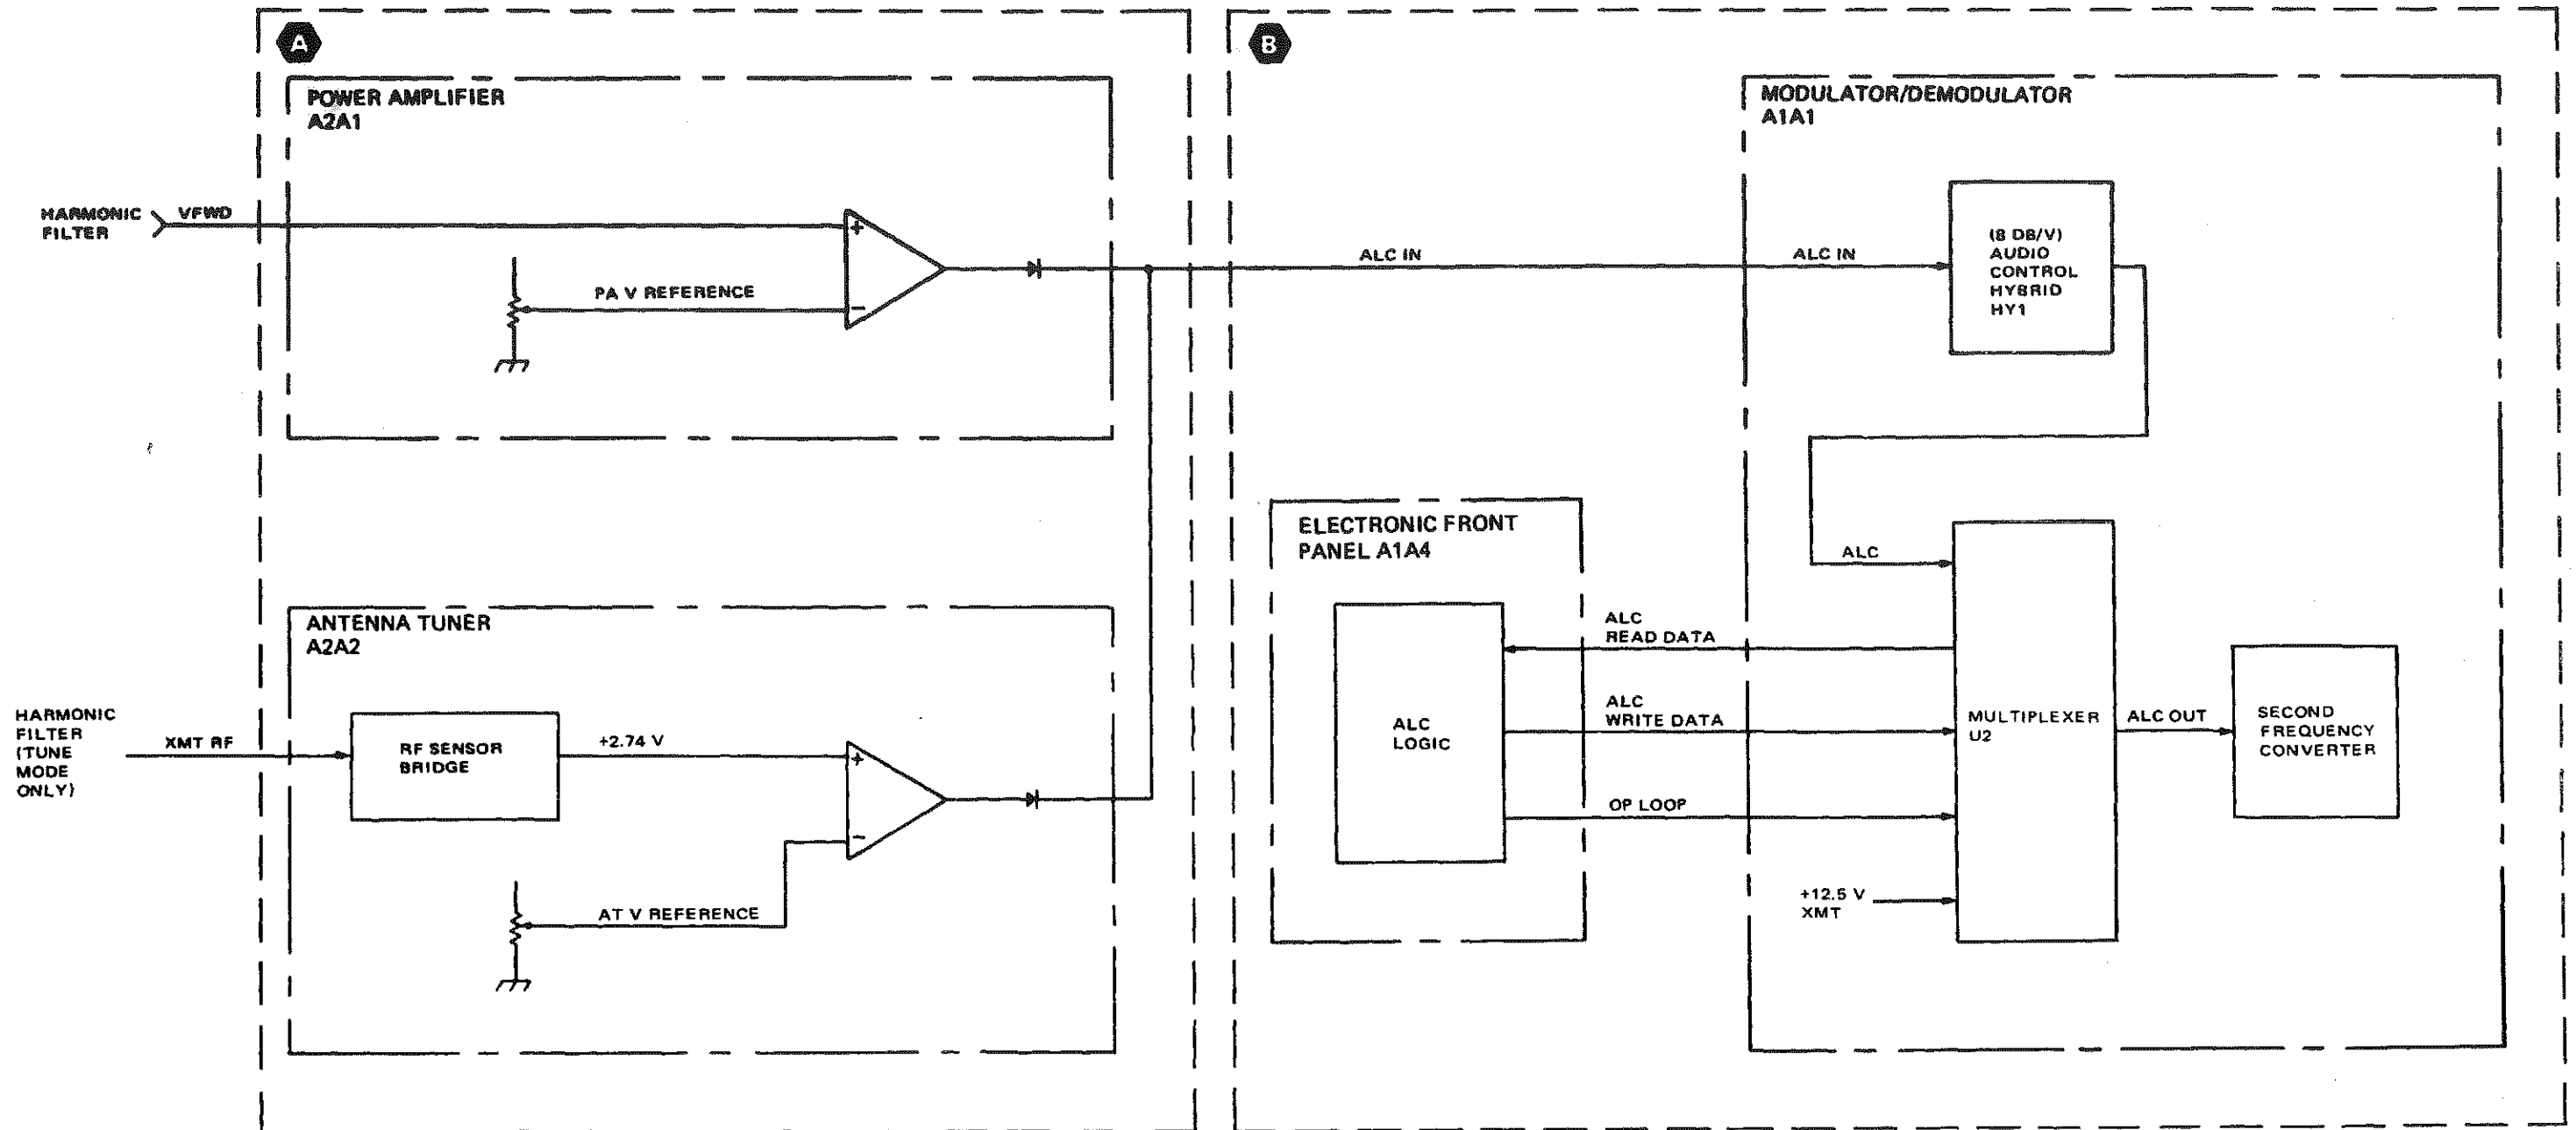 A
POWER AMPLIFIER
A2A1
HARMONIC
FILTER
VFWD
+
PA V REFERENCE
−
ANTENNA TUNER
A2A2
HARMONIC
FILTER
(TUNE
MODE
ONLY)
XMT RF
RF SENSOR
BRIDGE
+2.74 V
+
−
AT V REFERENCE
B
ALC IN
MODULATOR/DEMODULATOR
A1A1
ALC IN
(8 DB/V)
AUDIO
CONTROL
HYBRID
HY1
ELECTRONIC FRONT
PANEL A1A4
ALC
LOGIC
ALC
ALC
READ DATA
ALC
WRITE DATA
OP LOOP
+12.5 V
XMT
MULTIPLEXER
U2
ALC OUT
SECOND
FREQUENCY
CONVERTER